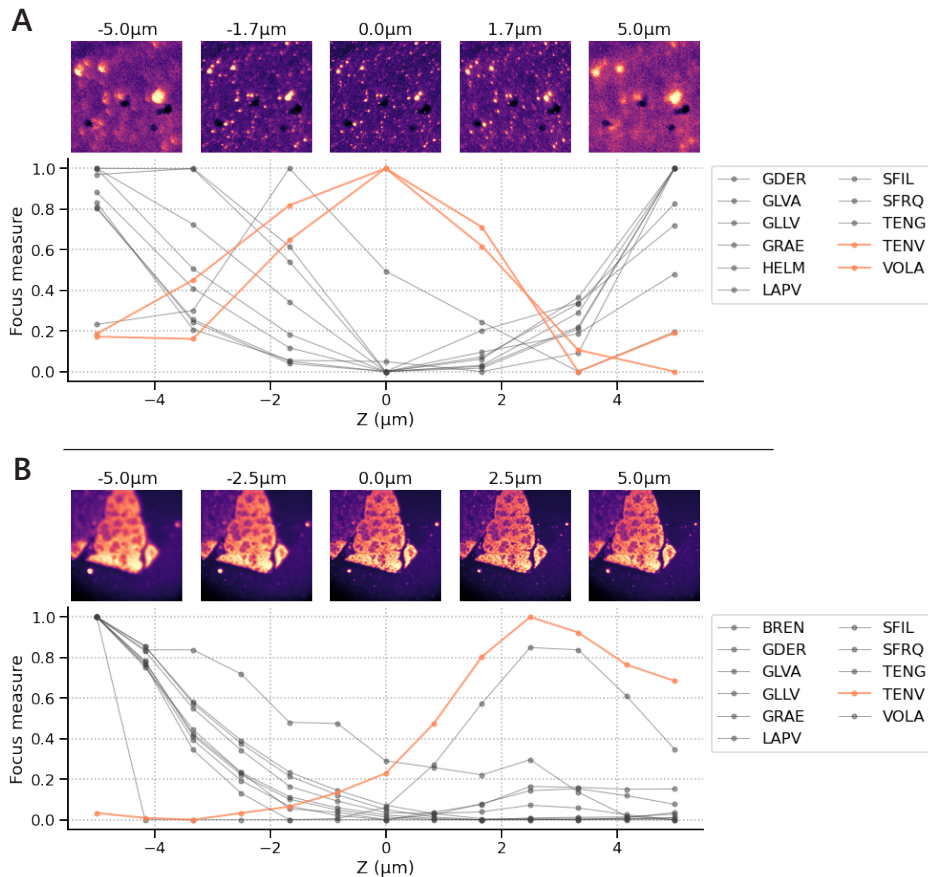 A
-5.0μm -1.7μm 0.0μm 1.7μm 5.0μm
1.0
0.8
0.6
0.4
0.2
0.0
Focus measure
−4 −2 0 2 4
Z (μm)
GDER SFIL
GLVA SFRQ
GLLV TENG
GRAE TENV
HELM VOLA
LAPV
B
-5.0μm -2.5μm 0.0μm 2.5μm 5.0μm
1.0
0.8
0.6
0.4
0.2
0.0
Focus measure
−4 −2 0 2 4
Z (μm)
BREN SFIL
GDER SFRQ
GLVA TENG
GLLV TENV
GRAE VOLA
LAPV